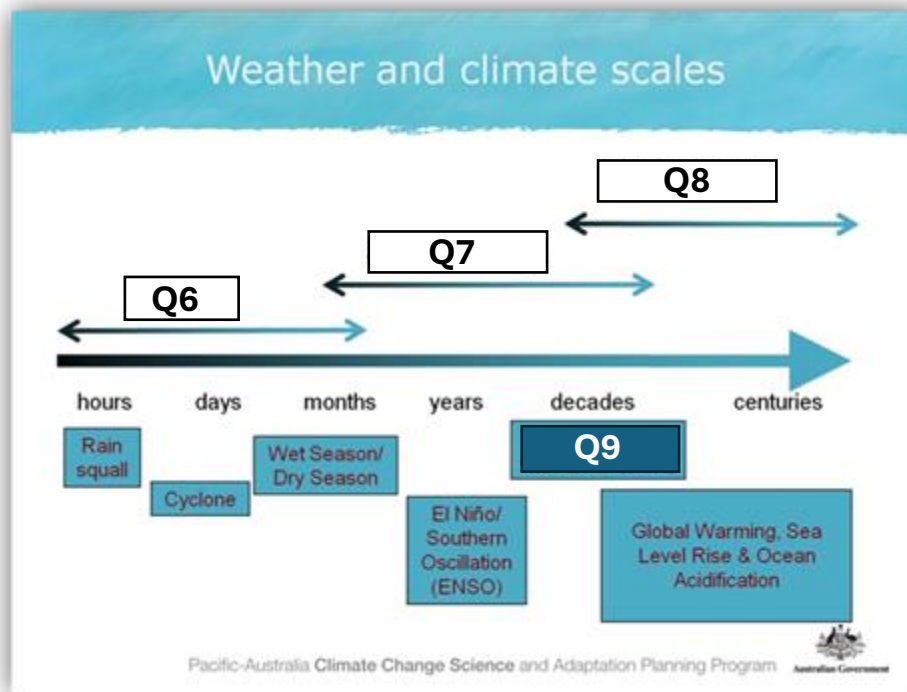 Weather and climate scales
Q8
Q7
Q6
hours days months years decades centuries
Rain
squall
Cyclone
Wet Season/
Dry Season
El Niño/
Southern
Oscillation
(ENSO)
Q9
Global Warming, Sea
Level Rise & Ocean
Acidification
Pacific-Australia Climate Change Science and Adaptation Planning Program
Australian Government